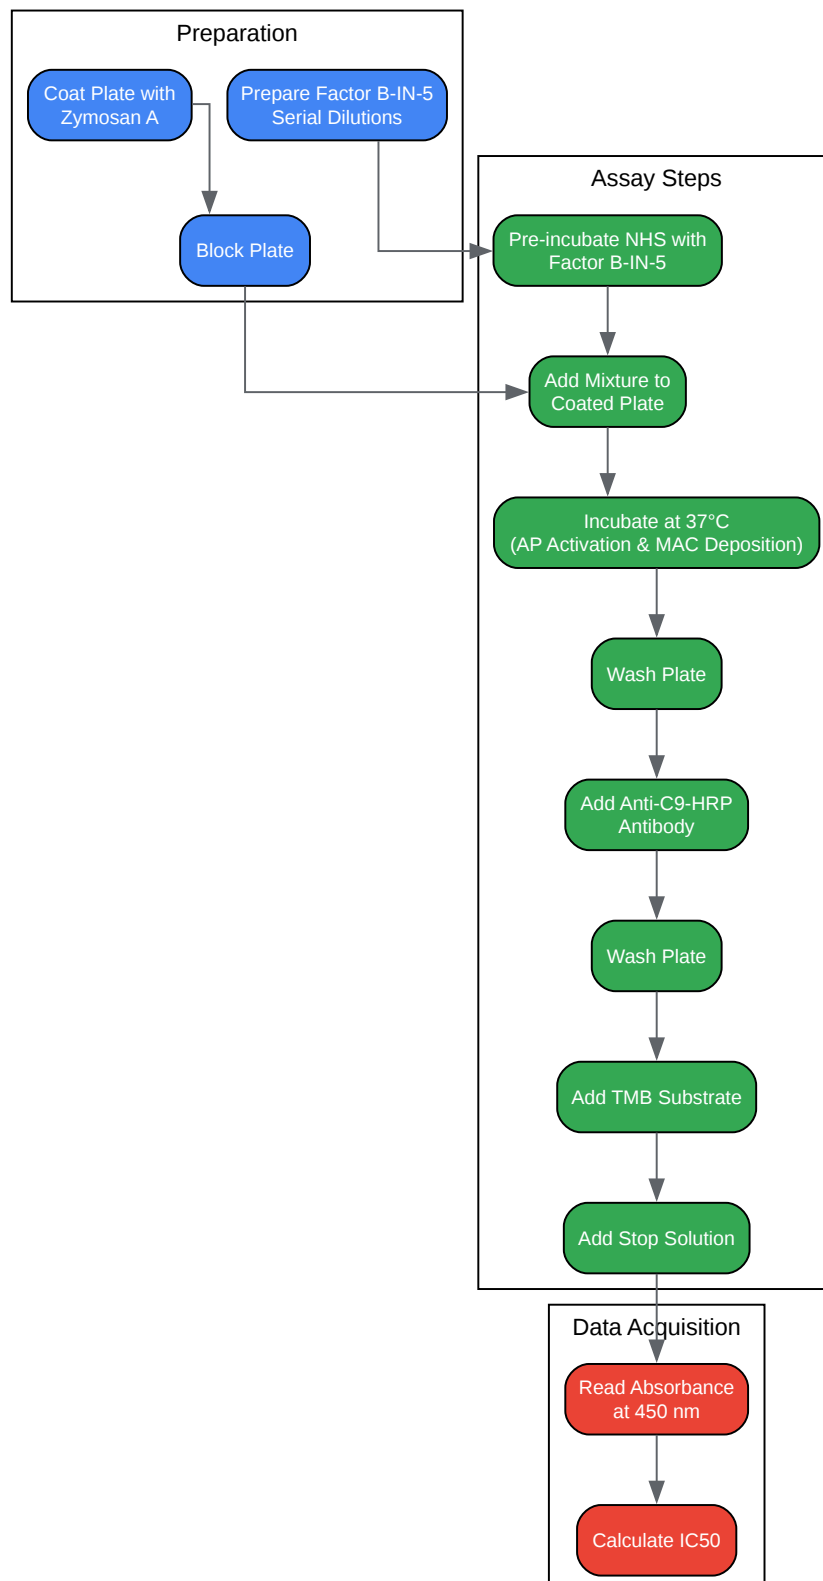 Preparation
Coat Plate with
Zymosan A
Prepare Factor B-IN-5
Serial Dilutions
Block Plate
Assay Steps
Pre-incubate NHS with
Factor B-IN-5
Add Mixture to
Coated Plate
Incubate at 37°C
(AP Activation & MAC Deposition)
Wash Plate
Add Anti-C9-HRP
Antibody
Wash Plate
Add TMB Substrate
Add Stop Solution
Data Acquisition
Read Absorbance
at 450 nm
Calculate IC50